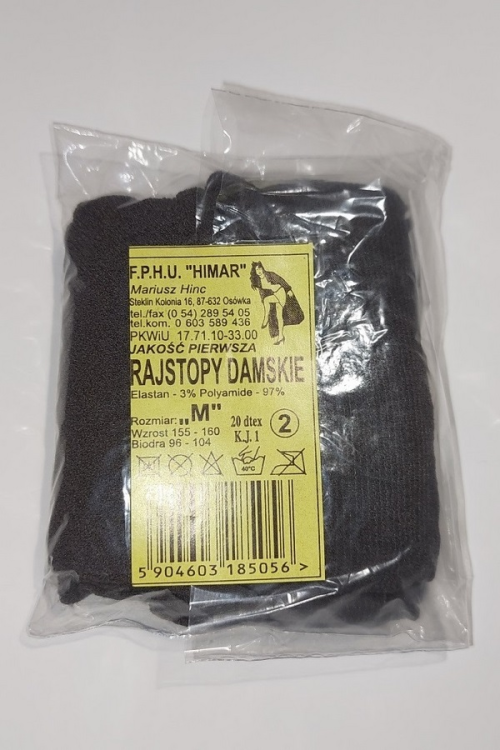 F.P.H.U. "HIMAR"
Mariusz Hinc
Steklin Kolonia 16, 87-632 Osówka
tel./fax (0 54) 289 54 05
tel.kom. 0 603 589 436
PKWiU 17.71.10-33.00
JAKOŚĆ PIERWSZA
RAJSTOPY DAMSKIE
Elastan - 3% Polyamide - 97%
Rozmiar: „M"
Wzrost 155 - 160
Biodra 96 - 104
20 dtex
K.J. 1
2
40°C
5 904603 185056 >